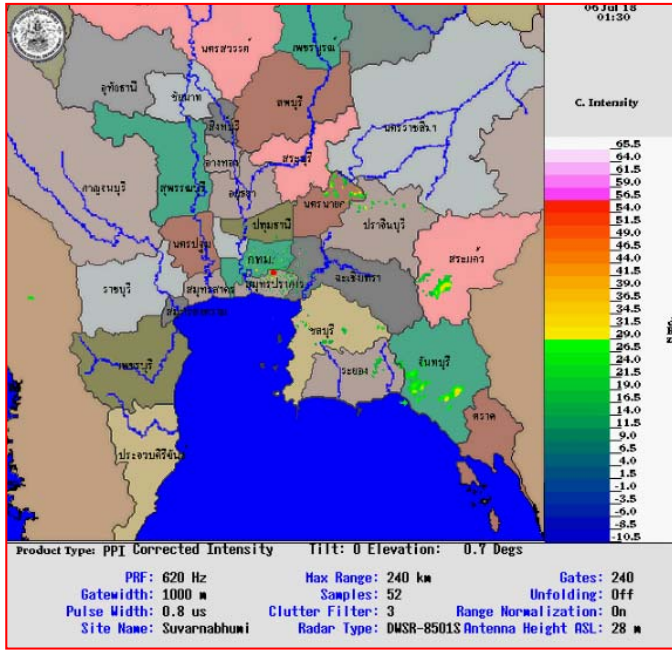 06 Jul 18
01:30
C. Intensity
65.5
64.0
61.5
59.0
56.5
54.0
51.5
49.0
46.5
44.0
41.5
39.0
36.5
34.0
31.5
29.0
26.5
24.0
21.5
19.0
16.5
14.0
11.5
9.0
6.5
4.0
1.5
-1.0
-3.5
-6.0
-8.5
-10.5
นครสวรรค์
เพชรบูรณ์
อุทัยธานี
ชัยนาท
ลพบุรี
สิงห์บุรี
นครราชสีมา
อ่างทอง
สระบุรี
กาญจนบุรี
สุพรรณบุรี
อยุธยา
นครนายก
ปราจีนบุรี
ปทุมธานี
นครปฐม
กทม.
สระแก้ว
ราชบุรี
สมุทรสาคร
สมุทรปราการ
ฉะเชิงเทรา
สมุทรสงคราม
ชลบุรี
เพชรบุรี
ระยอง
จันทบุรี
ตราด
ประจวบคีรีขันธ์
Product Type: PPI Corrected Intensity Tilt: 0 Elevation: 0.7 Degs
PRF: 620 Hz Max Range: 240 km Gates: 240
Gatewidth: 1000 m Samples: 52 Unfolding: Off
Pulse Width: 0.8 us Clutter Filter: 3 Range Normalization: On
Site Name: Suvarnabhumi Radar Type: DWSR-8501S Antenna Height ASL: 28 m